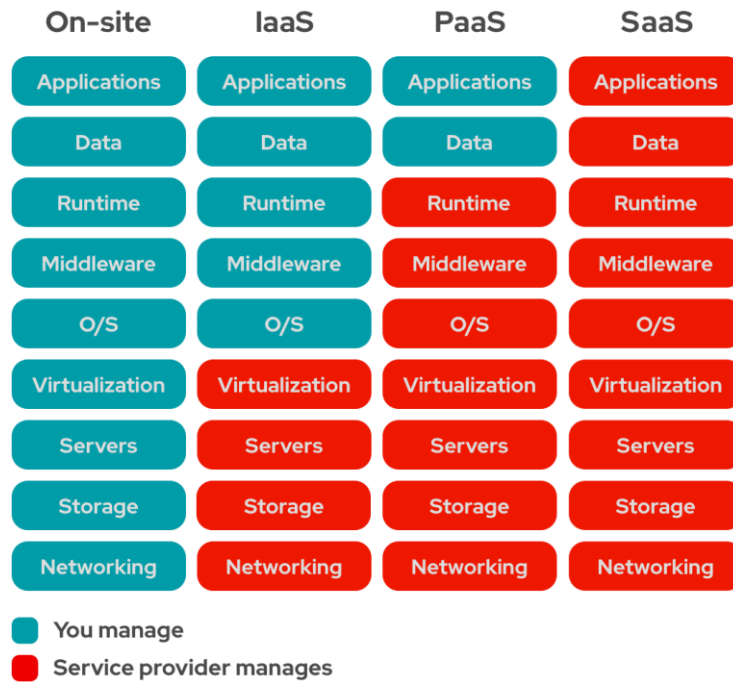 On-site IaaS PaaS SaaS
Applications Applications Applications Applications
Data Data Data Data
Runtime Runtime Runtime Runtime
Middleware Middleware Middleware Middleware
O/S O/S O/S O/S
Virtualization Virtualization Virtualization Virtualization
Servers Servers Servers Servers
Storage Storage Storage Storage
Networking Networking Networking Networking
You manage
Service provider manages